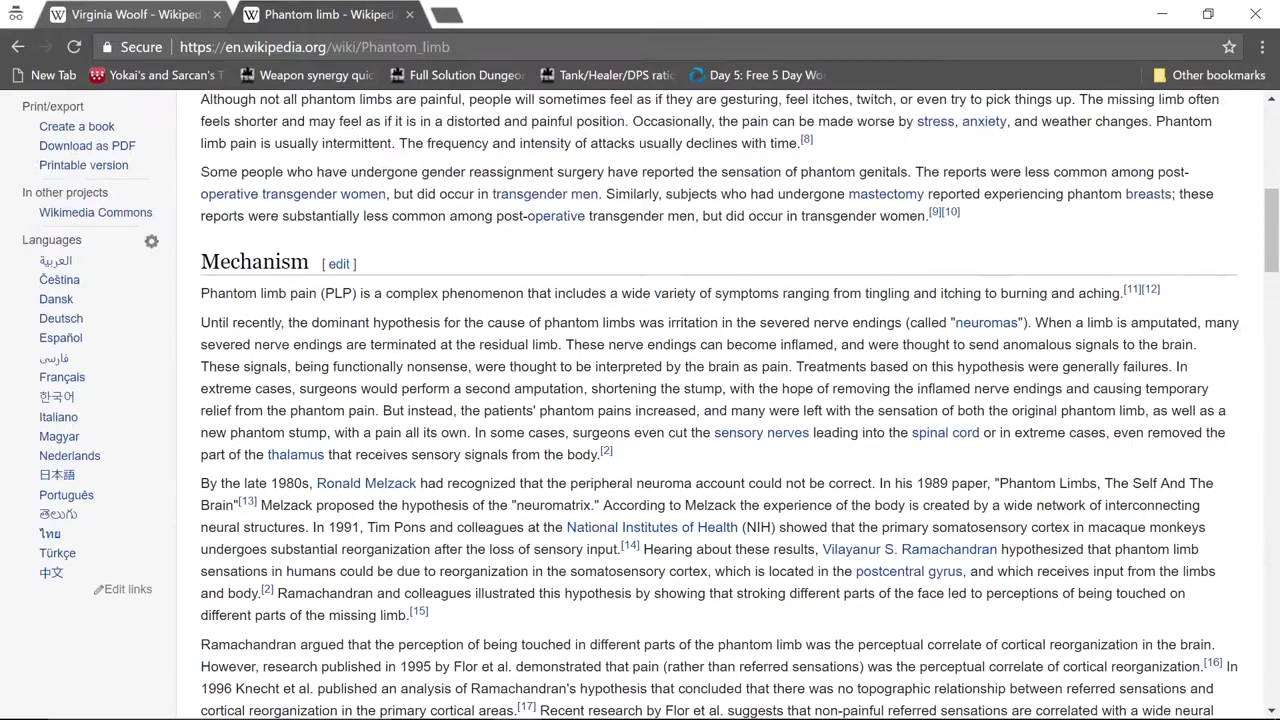 Virginia Woolf - Wikiped
Phantom limb - Wikiped
Secure
https://en.wikipedia.org/wiki/Phantom_limb
New Tab
Yokai's and Sarcan's T
Weapon synergy quic
Full Solution Dungeo
Tank/Healer/DPS ratio
Day 5: Free 5 Day Wo
Other bookmarks
Print/export
Create a book
Download as PDF
Printable version
In other projects
Wikimedia Commons
Languages
العربية
Čeština
Dansk
Deutsch
Español
فارسی
Français
한국어
Italiano
Magyar
Nederlands
日本語
Português
తెలుగు
ไทย
Türkçe
中文
Edit links
Although not all phantom limbs are painful, people will sometimes feel as if they are gesturing, feel itches, twitch, or even try to pick things up. The missing limb often
feels shorter and may feel as if it is in a distorted and painful position. Occasionally, the pain can be made worse by stress, anxiety, and weather changes. Phantom
limb pain is usually intermittent. The frequency and intensity of attacks usually declines with time.[8]
Some people who have undergone gender reassignment surgery have reported the sensation of phantom genitals. The reports were less common among post-
operative transgender women, but did occur in transgender men. Similarly, subjects who had undergone mastectomy reported experiencing phantom breasts; these
reports were substantially less common among post-operative transgender men, but did occur in transgender women.[9][10]
Mechanism [ edit ]
Phantom limb pain (PLP) is a complex phenomenon that includes a wide variety of symptoms ranging from tingling and itching to burning and aching.[11][12]
Until recently, the dominant hypothesis for the cause of phantom limbs was irritation in the severed nerve endings (called "neuromas"). When a limb is amputated, many
severed nerve endings are terminated at the residual limb. These nerve endings can become inflamed, and were thought to send anomalous signals to the brain.
These signals, being functionally nonsense, were thought to be interpreted by the brain as pain. Treatments based on this hypothesis were generally failures. In
extreme cases, surgeons would perform a second amputation, shortening the stump, with the hope of removing the inflamed nerve endings and causing temporary
relief from the phantom pain. But instead, the patients' phantom pains increased, and many were left with the sensation of both the original phantom limb, as well as a
new phantom stump, with a pain all its own. In some cases, surgeons even cut the sensory nerves leading into the spinal cord or in extreme cases, even removed the
part of the thalamus that receives sensory signals from the body.[2]
By the late 1980s, Ronald Melzack had recognized that the peripheral neuroma account could not be correct. In his 1989 paper, "Phantom Limbs, The Self And The
Brain"[13] Melzack proposed the hypothesis of the "neuromatrix." According to Melzack the experience of the body is created by a wide network of interconnecting
neural structures. In 1991, Tim Pons and colleagues at the National Institutes of Health (NIH) showed that the primary somatosensory cortex in macaque monkeys
undergoes substantial reorganization after the loss of sensory input.[14] Hearing about these results, Vilayanur S. Ramachandran hypothesized that phantom limb
sensations in humans could be due to reorganization in the somatosensory cortex, which is located in the postcentral gyrus, and which receives input from the limbs
and body.[2] Ramachandran and colleagues illustrated this hypothesis by showing that stroking different parts of the face led to perceptions of being touched on
different parts of the missing limb.[15]
Ramachandran argued that the perception of being touched in different parts of the phantom limb was the perceptual correlate of cortical reorganization in the brain.
However, research published in 1995 by Flor et al. demonstrated that pain (rather than referred sensations) was the perceptual correlate of cortical reorganization.[16] In
1996 Knecht et al. published an analysis of Ramachandran's hypothesis that concluded that there was no topographic relationship between referred sensations and
cortical reorganization in the primary cortical areas.[17] Recent research by Flor et al. suggests that non-painful referred sensations are correlated with a wide neural